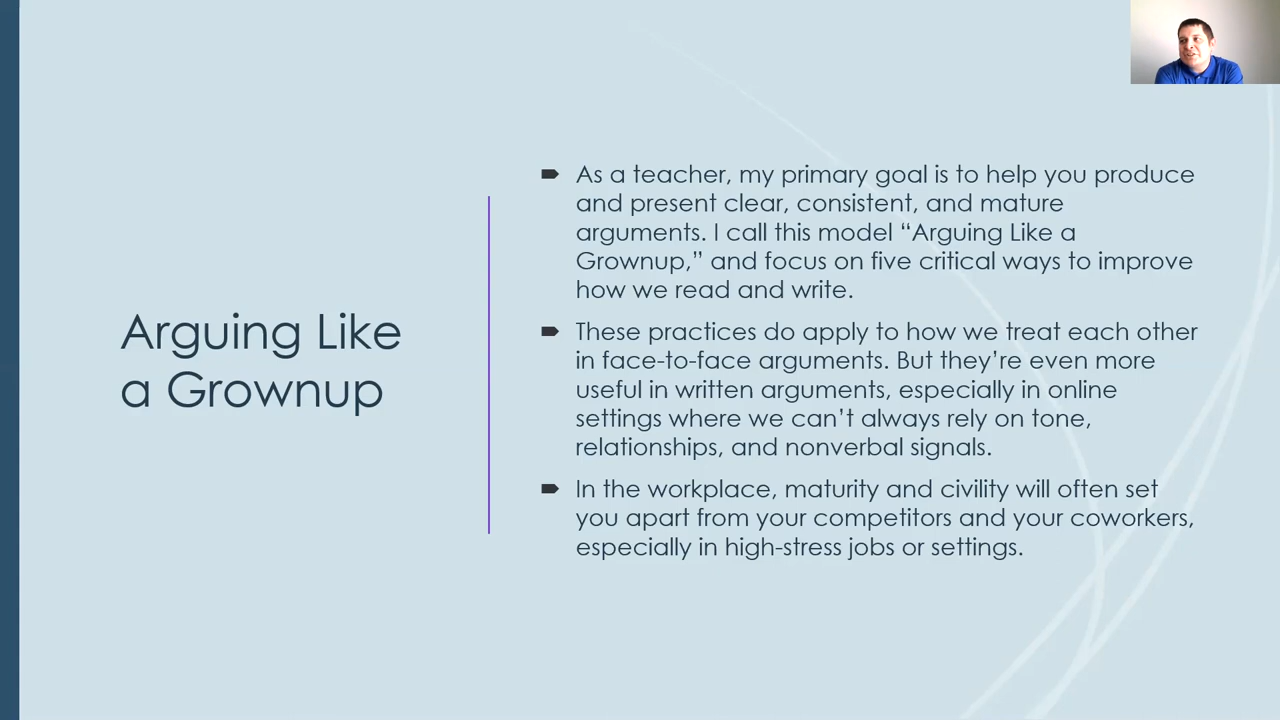 Arguing Like
a Grownup
As a teacher, my primary goal is to help you produce
and present clear, consistent, and mature
arguments. I call this model “Arguing Like a
Grownup,” and focus on five critical ways to improve
how we read and write.
These practices do apply to how we treat each other
in face-to-face arguments. But they’re even more
useful in written arguments, especially in online
settings where we can’t always rely on tone,
relationships, and nonverbal signals.
In the workplace, maturity and civility will often set
you apart from your competitors and your coworkers,
especially in high-stress jobs or settings.